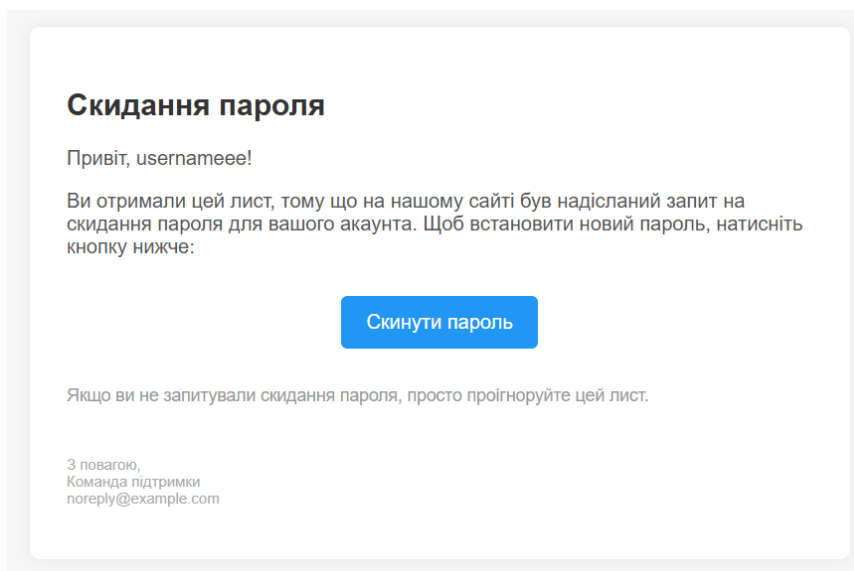 Скидання пароля
Привіт, usernameee!
Ви отримали цей лист, тому що на нашому сайті був надісланий запит на
скидання пароля для вашого акаунта. Щоб встановити новий пароль, натисніть
кнопку нижче:
Скинути пароль
Якщо ви не запитували скидання пароля, просто проігноруйте цей лист.
З повагою,
Команда підтримки
noreply@example.com